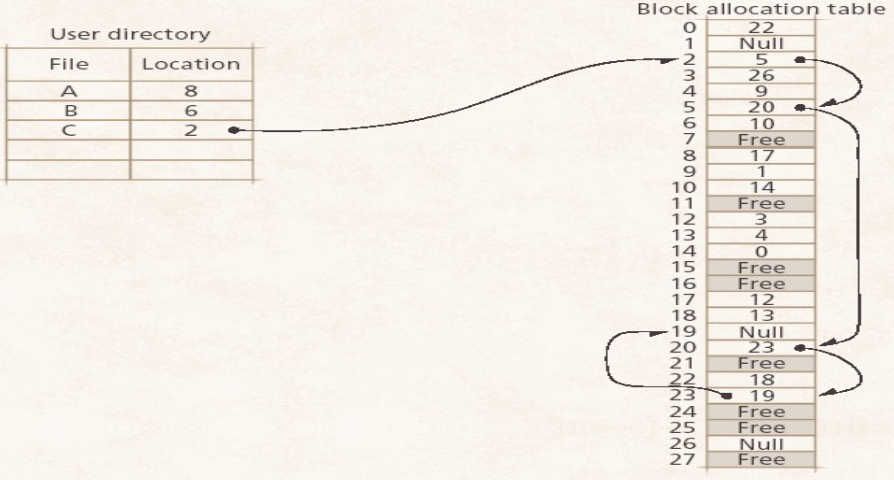 Block allocation table
User directory
File Location
A 8
B 6
C 2
0 22
1 Null
2 5
3 26
4 9
5 20
6 10
7 Free
8 17
9 1
10 14
11 Free
12 3
13 4
14 0
15 Free
16 Free
17 12
18 13
19 Null
20 23
21 Free
22 18
23 19
24 Free
25 Free
26 Null
27 Free